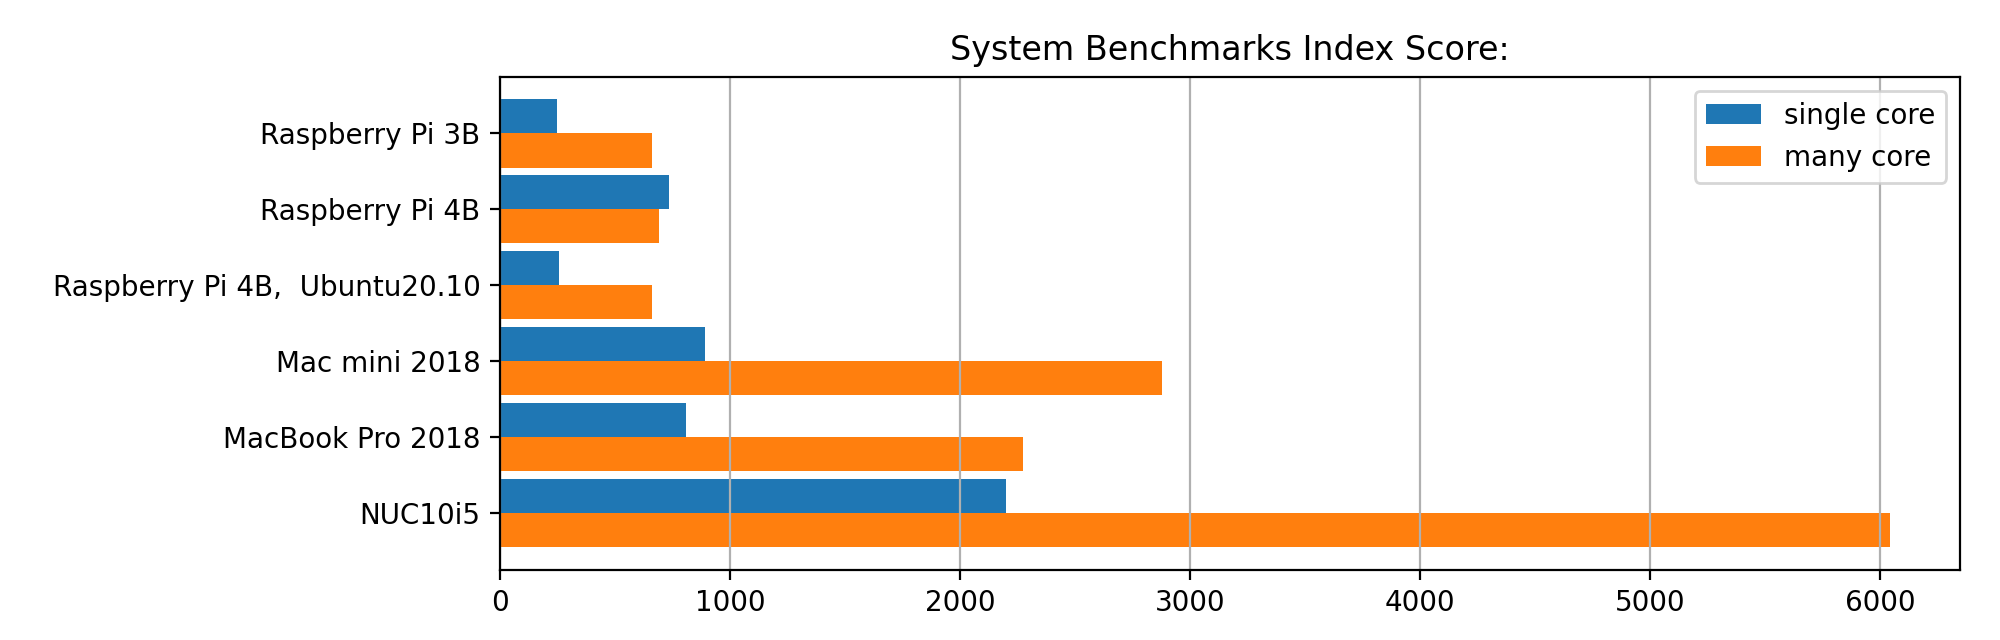 System Benchmarks Index Score:
single core
many core
Raspberry Pi 3B
Raspberry Pi 4B
Raspberry Pi 4B,  Ubuntu20.10
Mac mini 2018
MacBook Pro 2018
NUC10i5
0 1000 2000 3000 4000 5000 6000